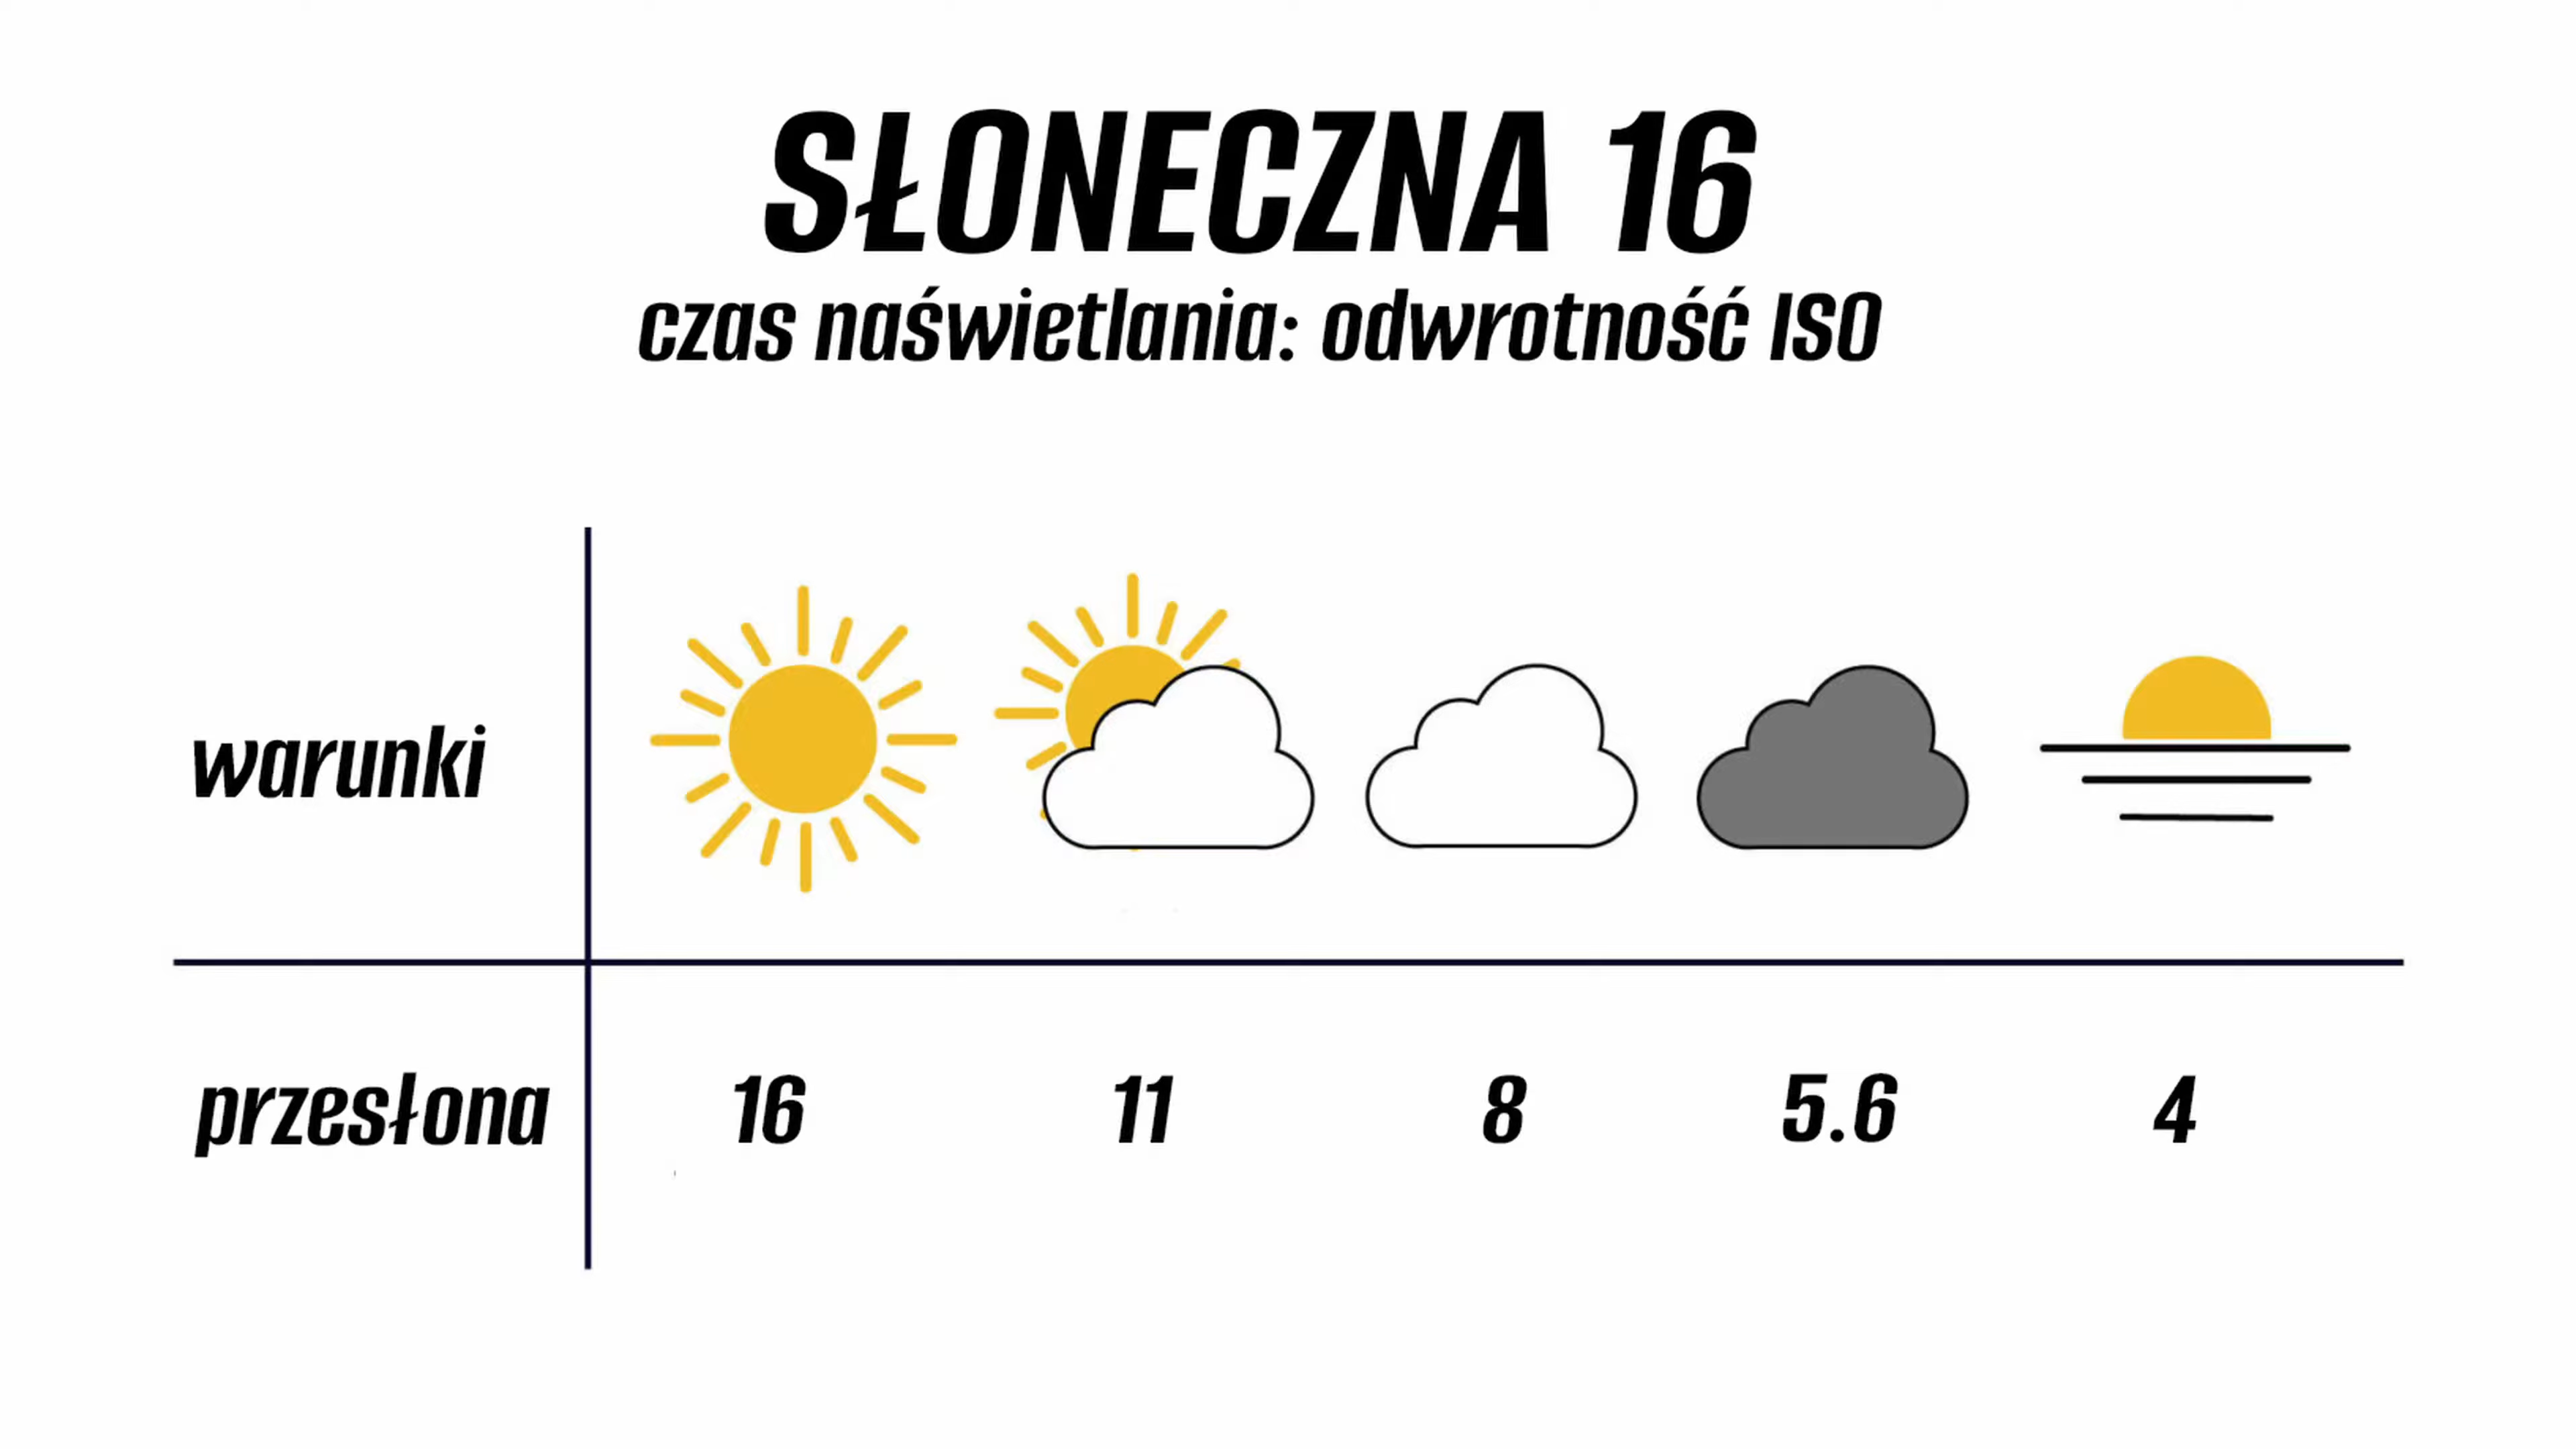 SŁONECZNA 16
czas naświetlania: odwrotność ISO
warunki
przesłona 16 11 8 5.6 4